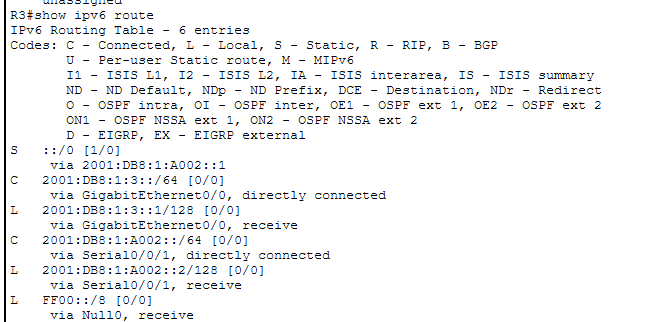 unassigned
R3#show ipv6 route
IPv6 Routing Table - 6 entries
Codes: C - Connected, L - Local, S - Static, R - RIP, B - BGP
U - Per-user Static route, M - MIPv6
I1 - ISIS L1, I2 - ISIS L2, IA - ISIS interarea, IS - ISIS summary
ND - ND Default, NDp - ND Prefix, DCE - Destination, NDr - Redirect
O - OSPF intra, OI - OSPF inter, OE1 - OSPF ext 1, OE2 - OSPF ext 2
ON1 - OSPF NSSA ext 1, ON2 - OSPF NSSA ext 2
D - EIGRP, EX - EIGRP external
S ::/0 [1/0]
via 2001:DB8:1:A002::1
C 2001:DB8:1:3::/64 [0/0]
via GigabitEthernet0/0, directly connected
L 2001:DB8:1:3::1/128 [0/0]
via GigabitEthernet0/0, receive
C 2001:DB8:1:A002::/64 [0/0]
via Serial0/0/1, directly connected
L 2001:DB8:1:A002::2/128 [0/0]
via Serial0/0/1, receive
L FF00::/8 [0/0]
via Null0, receive